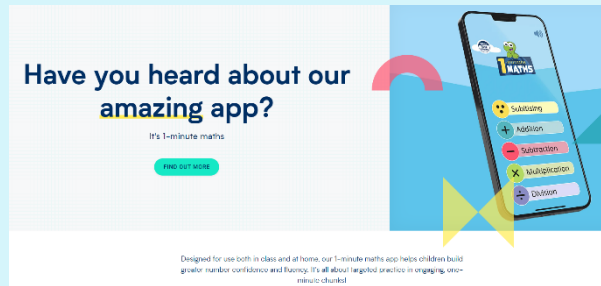 Have you heard about our
amazing app?
It's 1-minute maths
FIND OUT MORE
1
MATHS
Subitising
Addition
Subtraction
Multiplication
Division
Designed for use both in class and at home, our 1-minute maths app helps children build
greater number confidence and fluency. It's all about targeted practice in engaging, one-
minute chunks!